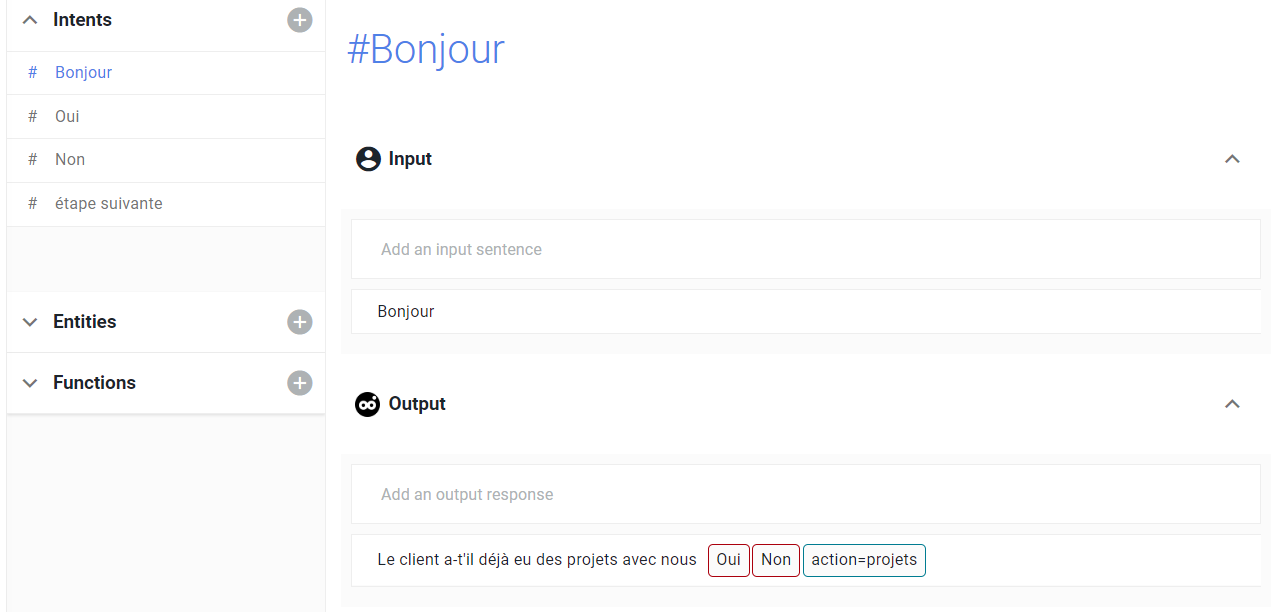 Intents
# Bonjour
# Oui
# Non
# étape suivante
Entities
Functions
#Bonjour
Input
Add an input sentence
Bonjour
Output
Add an output response
Le client a-t'il déjà eu des projets avec nous Oui Non action=projets